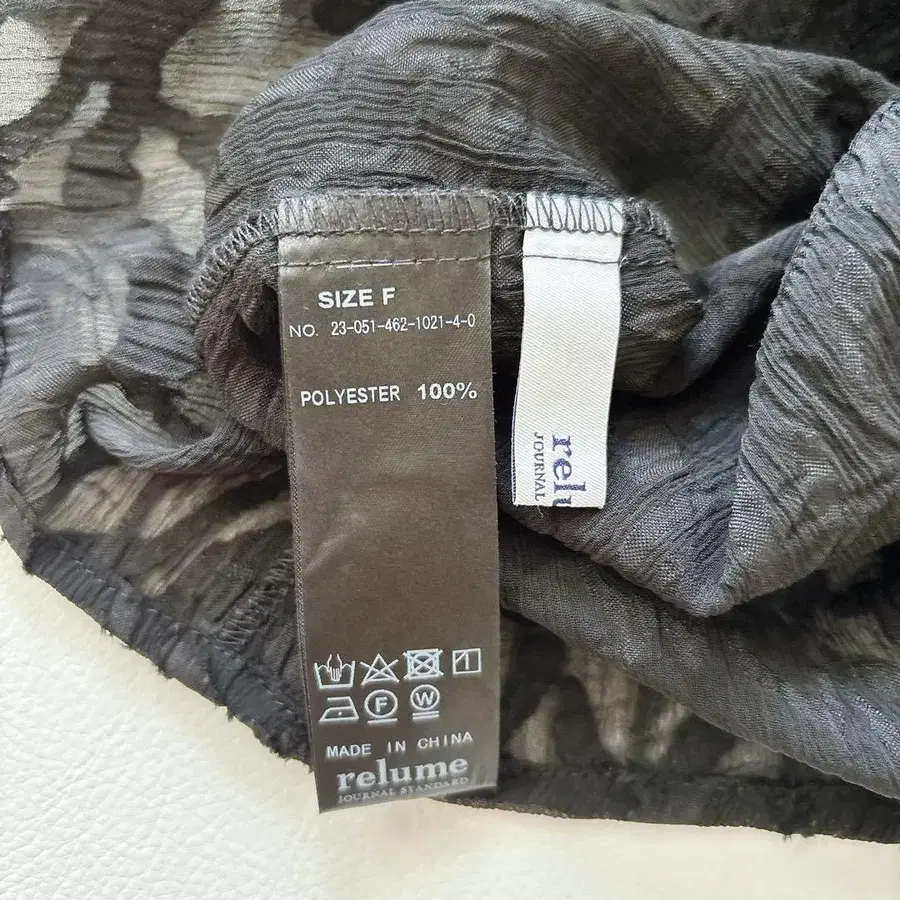 SIZE F
NO. 23-051-462-1021-4-0
POLYESTER 100%
F W
MADE IN CHINA
relume
JOURNAL STANDARD
relu
JOURNAL